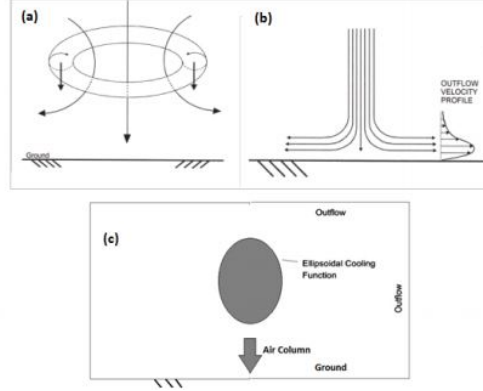 (a)
Ground
(b)
OUTFLOW
VELOCITY
PROFILE
(c)
Outflow
Ellipsoidal Cooling
Function
Outflow
Air Column
Ground